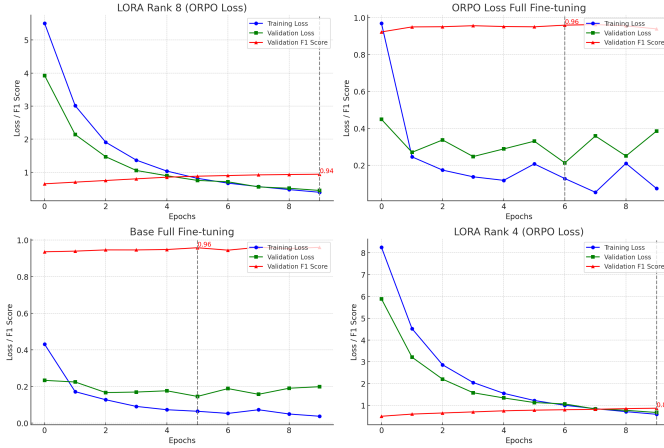 LORA Rank 8 (ORPO Loss)
Loss / F1 Score
5
4
3
2
1
Training Loss
Validation Loss
Validation F1 Score
0.94
0 2 4 6 8
Epochs
ORPO Loss Full Fine-tuning
Loss / F1 Score
1.0
0.8
0.6
0.4
0.2
Training Loss
Validation Loss
Validation F1 Score
0.96
0 2 4 6 8
Epochs
Base Full Fine-tuning
Loss / F1 Score
1.0
0.8
0.6
0.4
0.2
0.0
Training Loss
Validation Loss
Validation F1 Score
0.96
0 2 4 6 8
Epochs
LORA Rank 4 (ORPO Loss)
Loss / F1 Score
8
7
6
5
4
3
2
1
Training Loss
Validation Loss
Validation F1 Score
0 2 4 6 8
Epochs